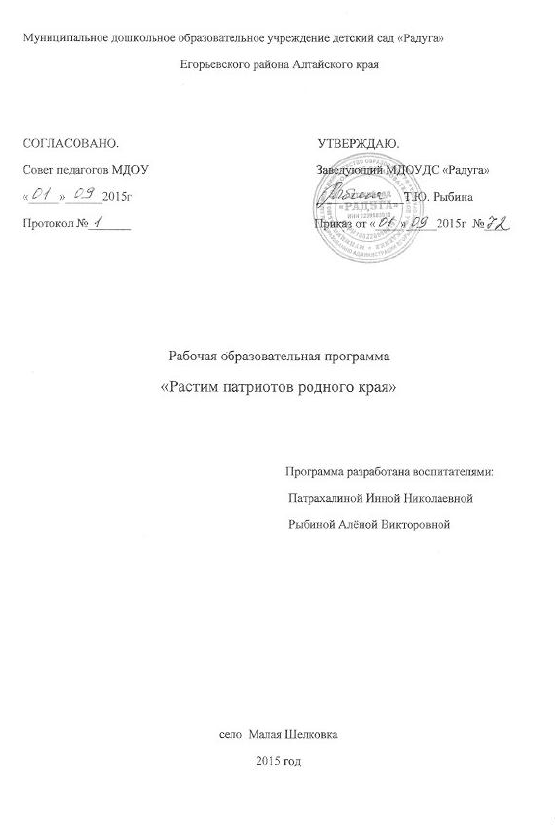 Муниципальное дошкольное образовательное учреждение детский сад «Радуга»
Егорьевского района Алтайского края
СОГЛАСОВАНО. УТВЕРЖДАЮ.
Совет педагогов МДОУ Заведующий МДОУДС «Радуга»
«01» 09 2015г Т.Ю. Рыбина
Протокол № 1 Приказ от «01» 09 2015г № 72
«РАДУГА»
Рабочая образовательная программа
«Растим патриотов родного края»
Программа разработана воспитателями:
Патрахалиной Инной Николаевной
Рыбиной Алёной Викторовной
село Малая Шелковка
2015 год